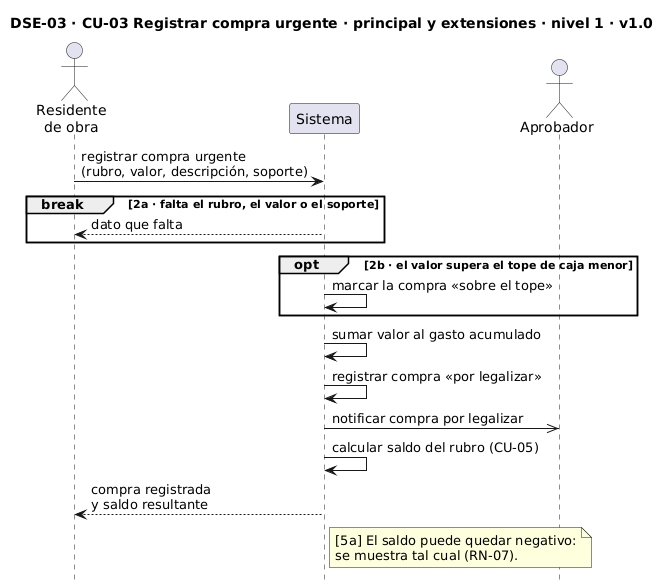 DSE-03 · CU-03 Registrar compra urgente · principal y extensiones · nivel 1 · v1.0
Residente
de obra
Sistema
Aprobador
registrar compra urgente
(rubro, valor, descripción, soporte)
break
[2a · falta el rubro, el valor o el soporte]
dato que falta
opt
[2b · el valor supera el tope de caja menor]
marcar la compra «sobre el tope»
sumar valor al gasto acumulado
registrar compra «por legalizar»
notificar compra por legalizar
calcular saldo del rubro (CU-05)
compra registrada
y saldo resultante
[5a] El saldo puede quedar negativo:
se muestra tal cual (RN-07).